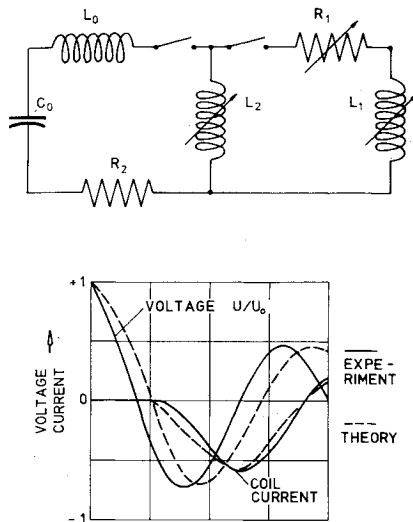 L₀
R₁
C₀
L₂
L₁
R₂
+1
VOLTAGE U/U₀
VOLTAGE
CURRENT
EXPE-
RIMENT
0
THEORY
COIL
CURRENT
-1